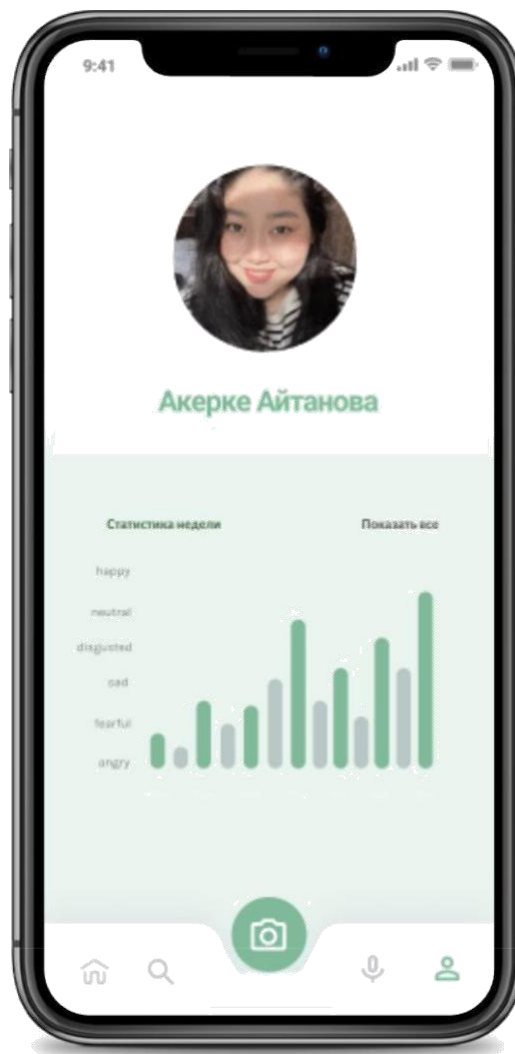 9:41
Акерке Айтанова
Статистика недели
Показать все
happy
neutral
disgusted
sad
fearful
angry